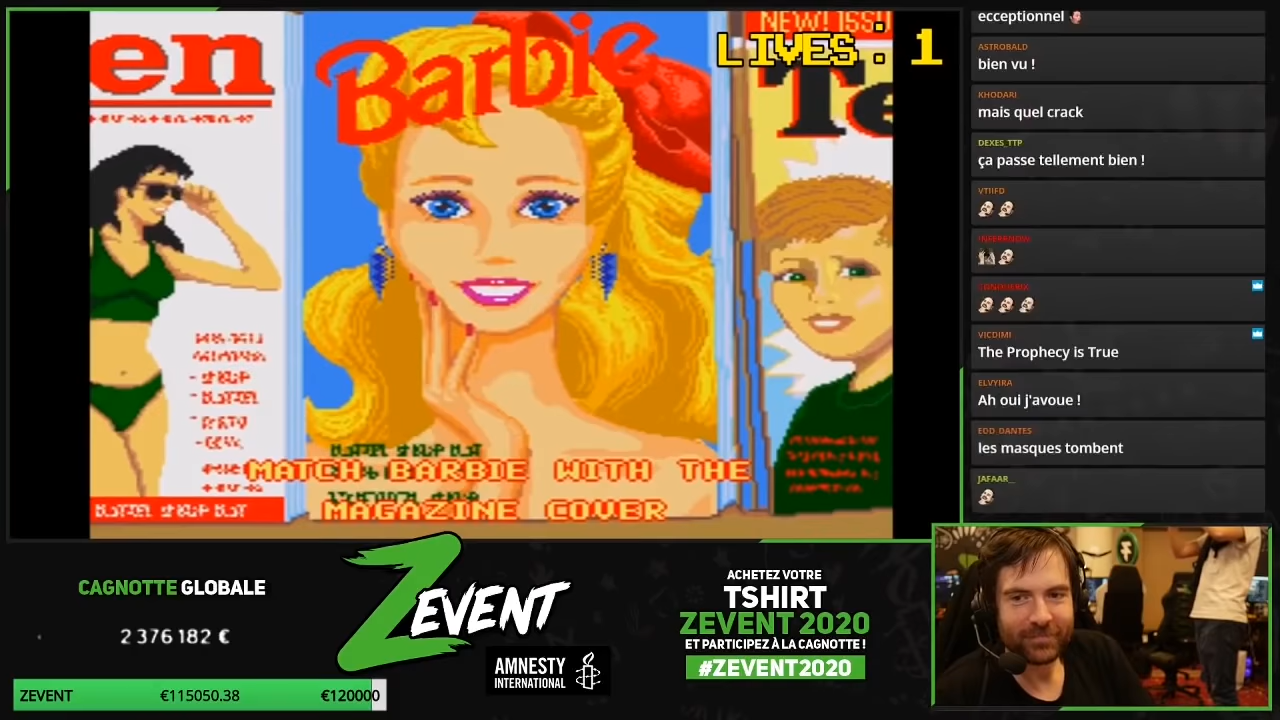 en
Barbie
NEW! ISSU
LIVES: 1
Te
MATCH BARBIE WITH THE
MAGAZINE COVER
ecceptionnel
ASTROBALD
bien vu !
KHODARI
mais quel crack
DEXES_TTP
ça passe tellement bien !
VTIIFD
VICDIMI
The Prophecy is True
ELVYIRA
Ah oui j'avoue !
EDD_DANTES
les masques tombent
JAFAAR_
CAGNOTTE GLOBALE
2 376 182 €
ZEVENT €115050.38 €120000
ZEVENT
AMNESTY
INTERNATIONAL
ACHETEZ VOTRE
TSHIRT
ZEVENT 2020
ET PARTICIPEZ À LA CAGNOTTE !
#ZEVENT2020